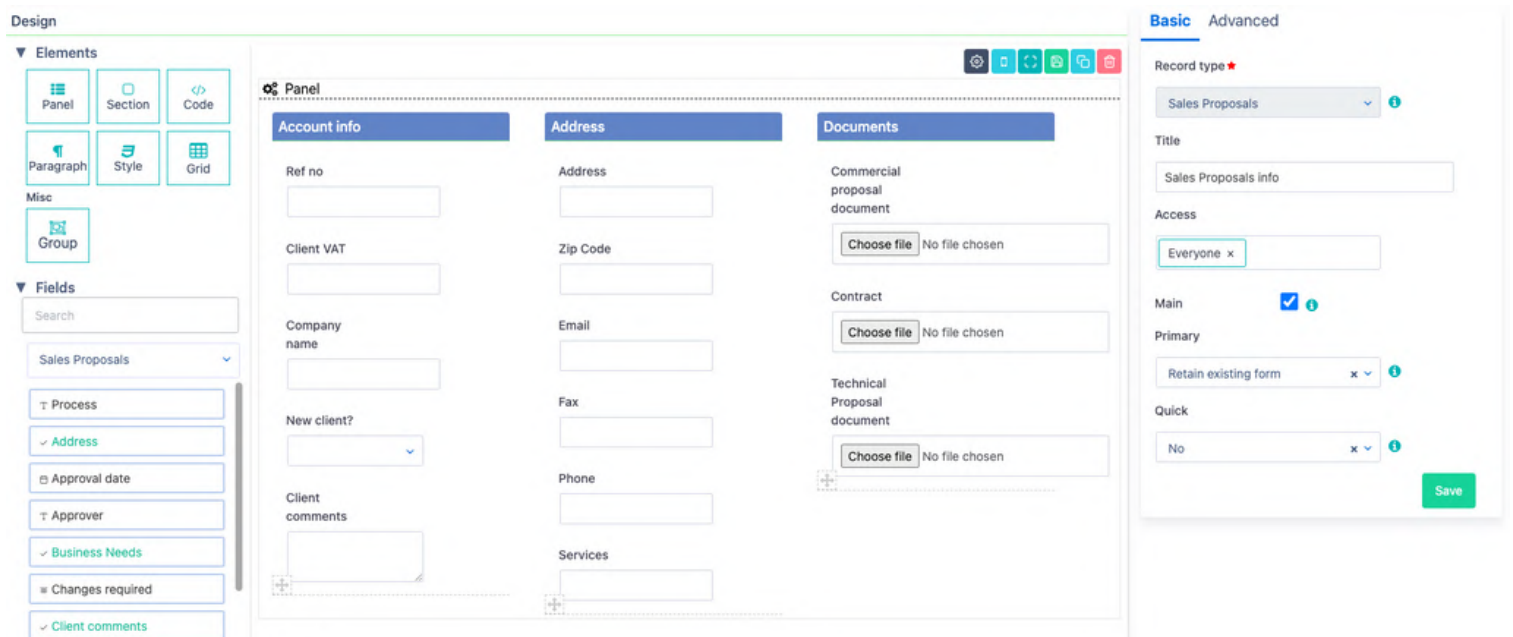 Design
Basic Advanced
Elements
Panel Section Code
Paragraph Style Grid
Misc
Group
Fields
Search
Sales Proposals
Process
Address
Approval date
Approver
Business Needs
Changes required
Client comments
Panel
Account info
Ref no
Client VAT
Company
name
New client?
Client
comments
Address
Address
Zip Code
Email
Fax
Phone
Services
Documents
Commercial
proposal
document
Choose file No file chosen
Contract
Choose file No file chosen
Technical
Proposal
document
Choose file No file chosen
Record type
Sales Proposals
Title
Sales Proposals info
Access
Everyone ×
Main
Primary
Retain existing form ×
Quick
No ×
Save